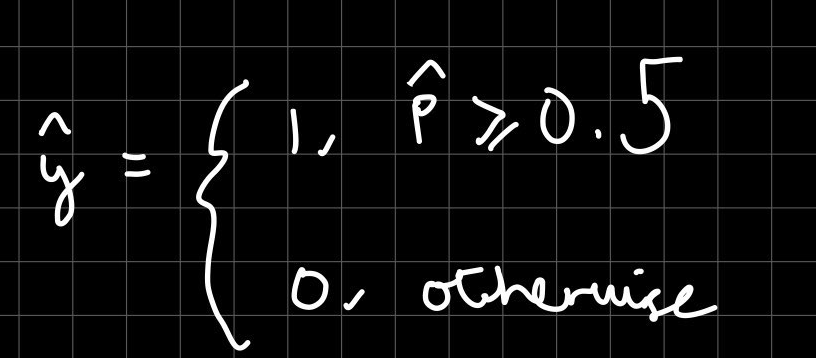 ŷ = { 1, p̂ ⩾ 0.5
0, otherwise